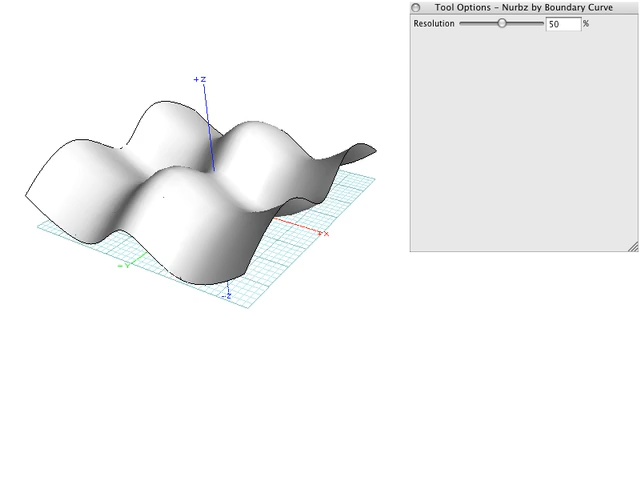 Tool Options - Nurbz by Boundary Curve
Resolution 50 %
+Z
+X
+Y
-Z